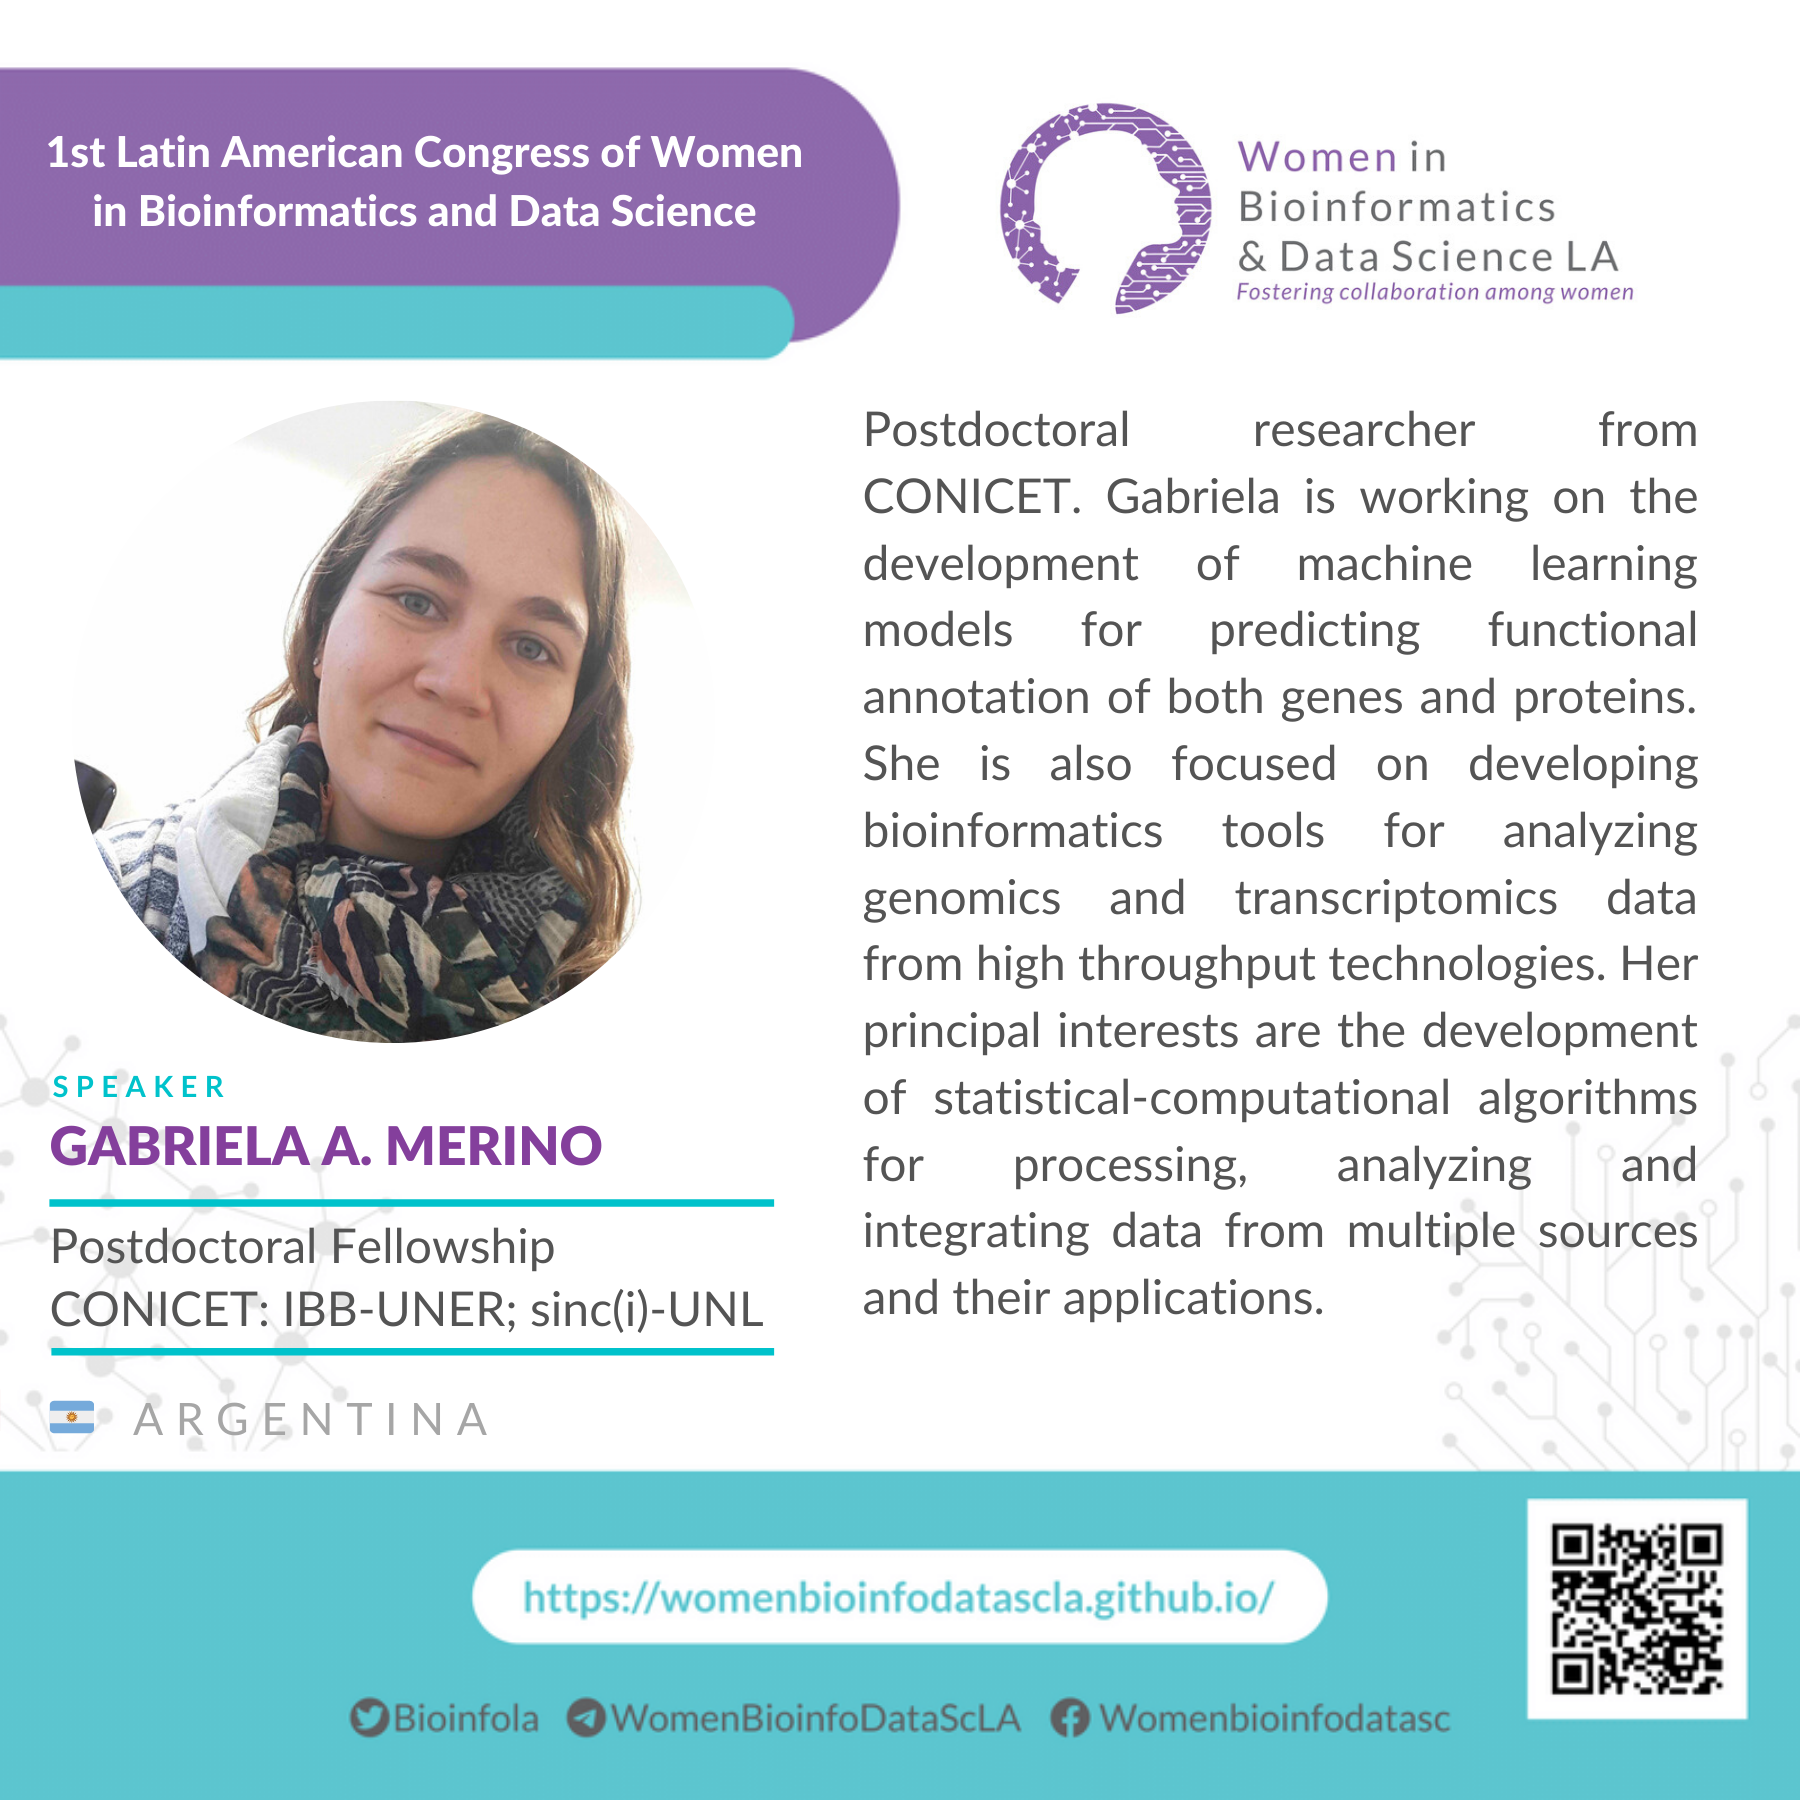 1st Latin American Congress of Women
in Bioinformatics and Data Science
Women in
Bioinformatics
& Data Science LA
Fostering collaboration among women
SPEAKER
GABRIELA A. MERINO
Postdoctoral Fellowship
CONICET: IBB-UNER; sinc(i)-UNL
ARGENTINA
Postdoctoral researcher from
CONICET. Gabriela is working on the
development of machine learning
models for predicting functional
annotation of both genes and proteins.
She is also focused on developing
bioinformatics tools for analyzing
genomics and transcriptomics data
from high throughput technologies. Her
principal interests are the development
of statistical-computational algorithms
for processing, analyzing and
integrating data from multiple sources
and their applications.
https://womenbioinfodatascla.github.io/
Bioinfola WomenBioinfoDataScLA Womenbioinfodatasc